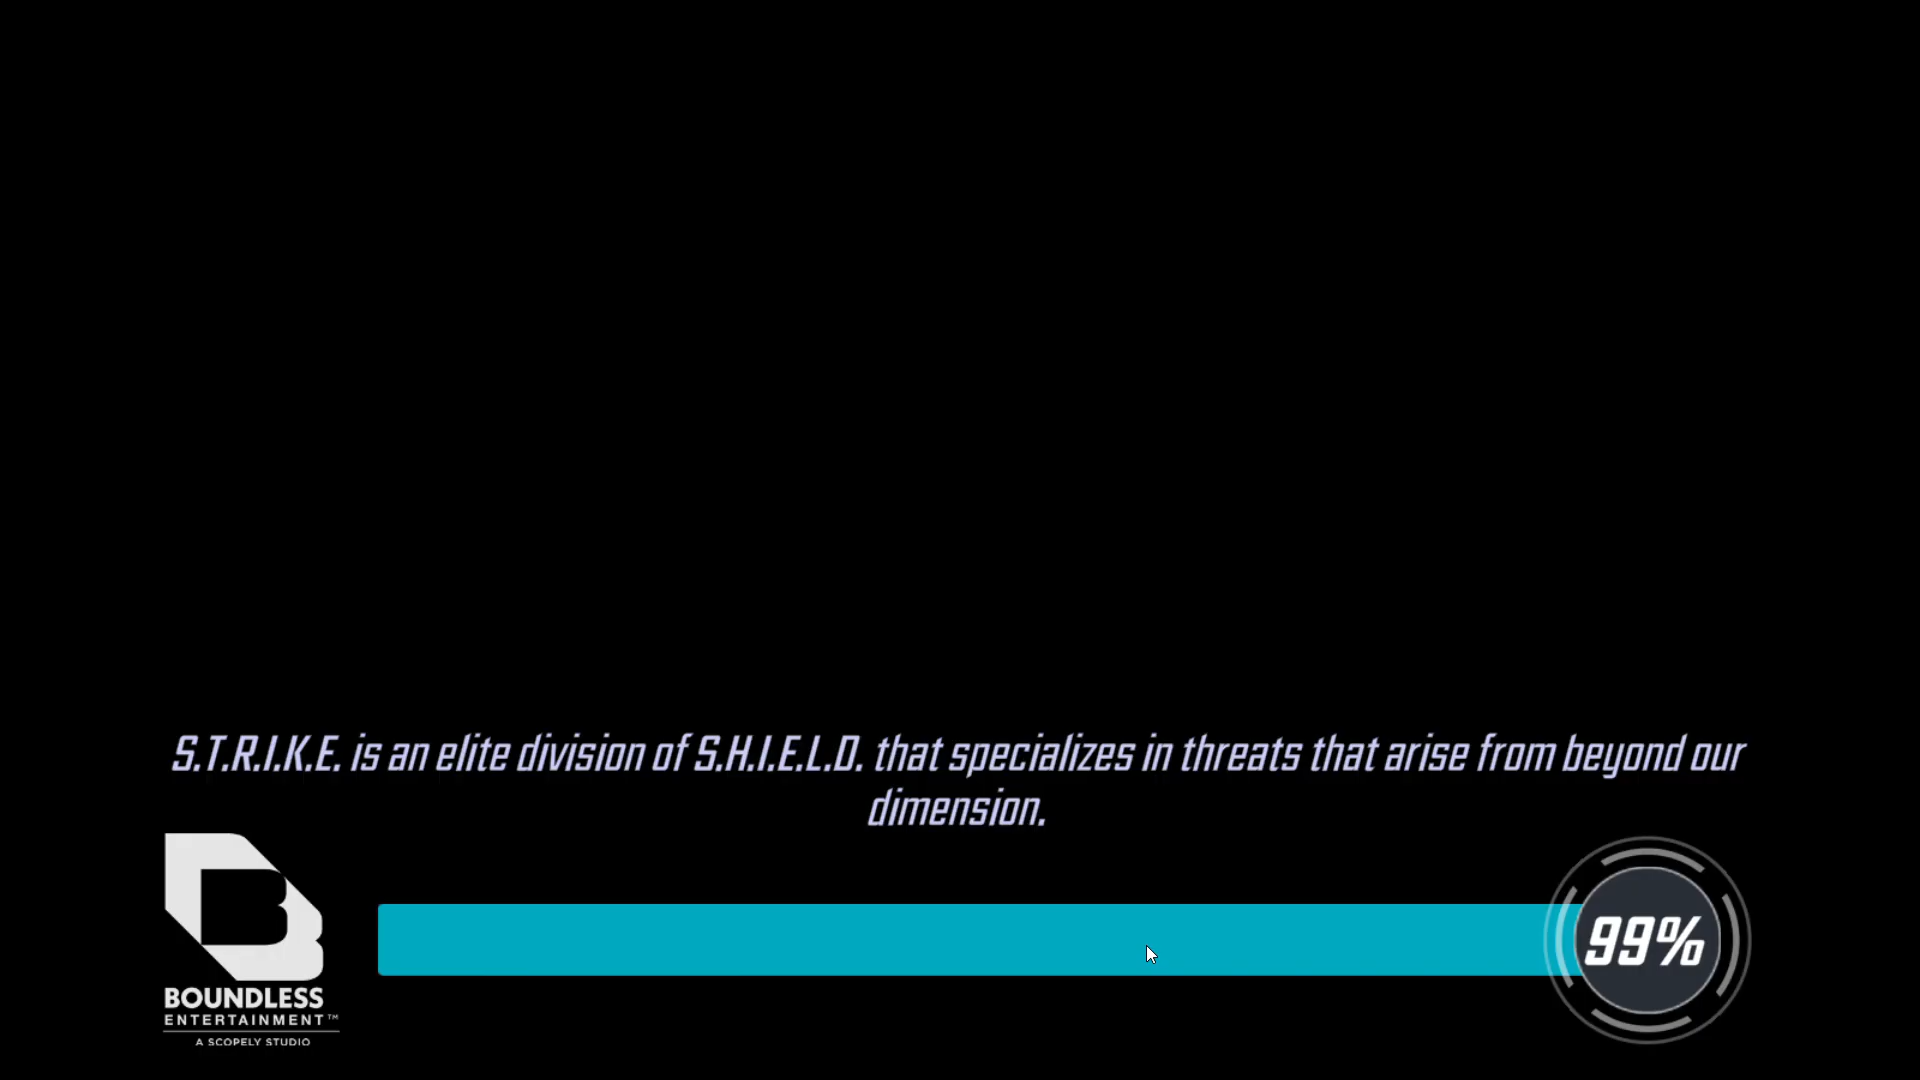 S.T.R.I.K.E. is an elite division of S.H.I.E.L.D. that specializes in threats that arise from beyond our
dimension.
99%
BOUNDLESS
ENTERTAINMENT™
A SCOPELY STUDIO